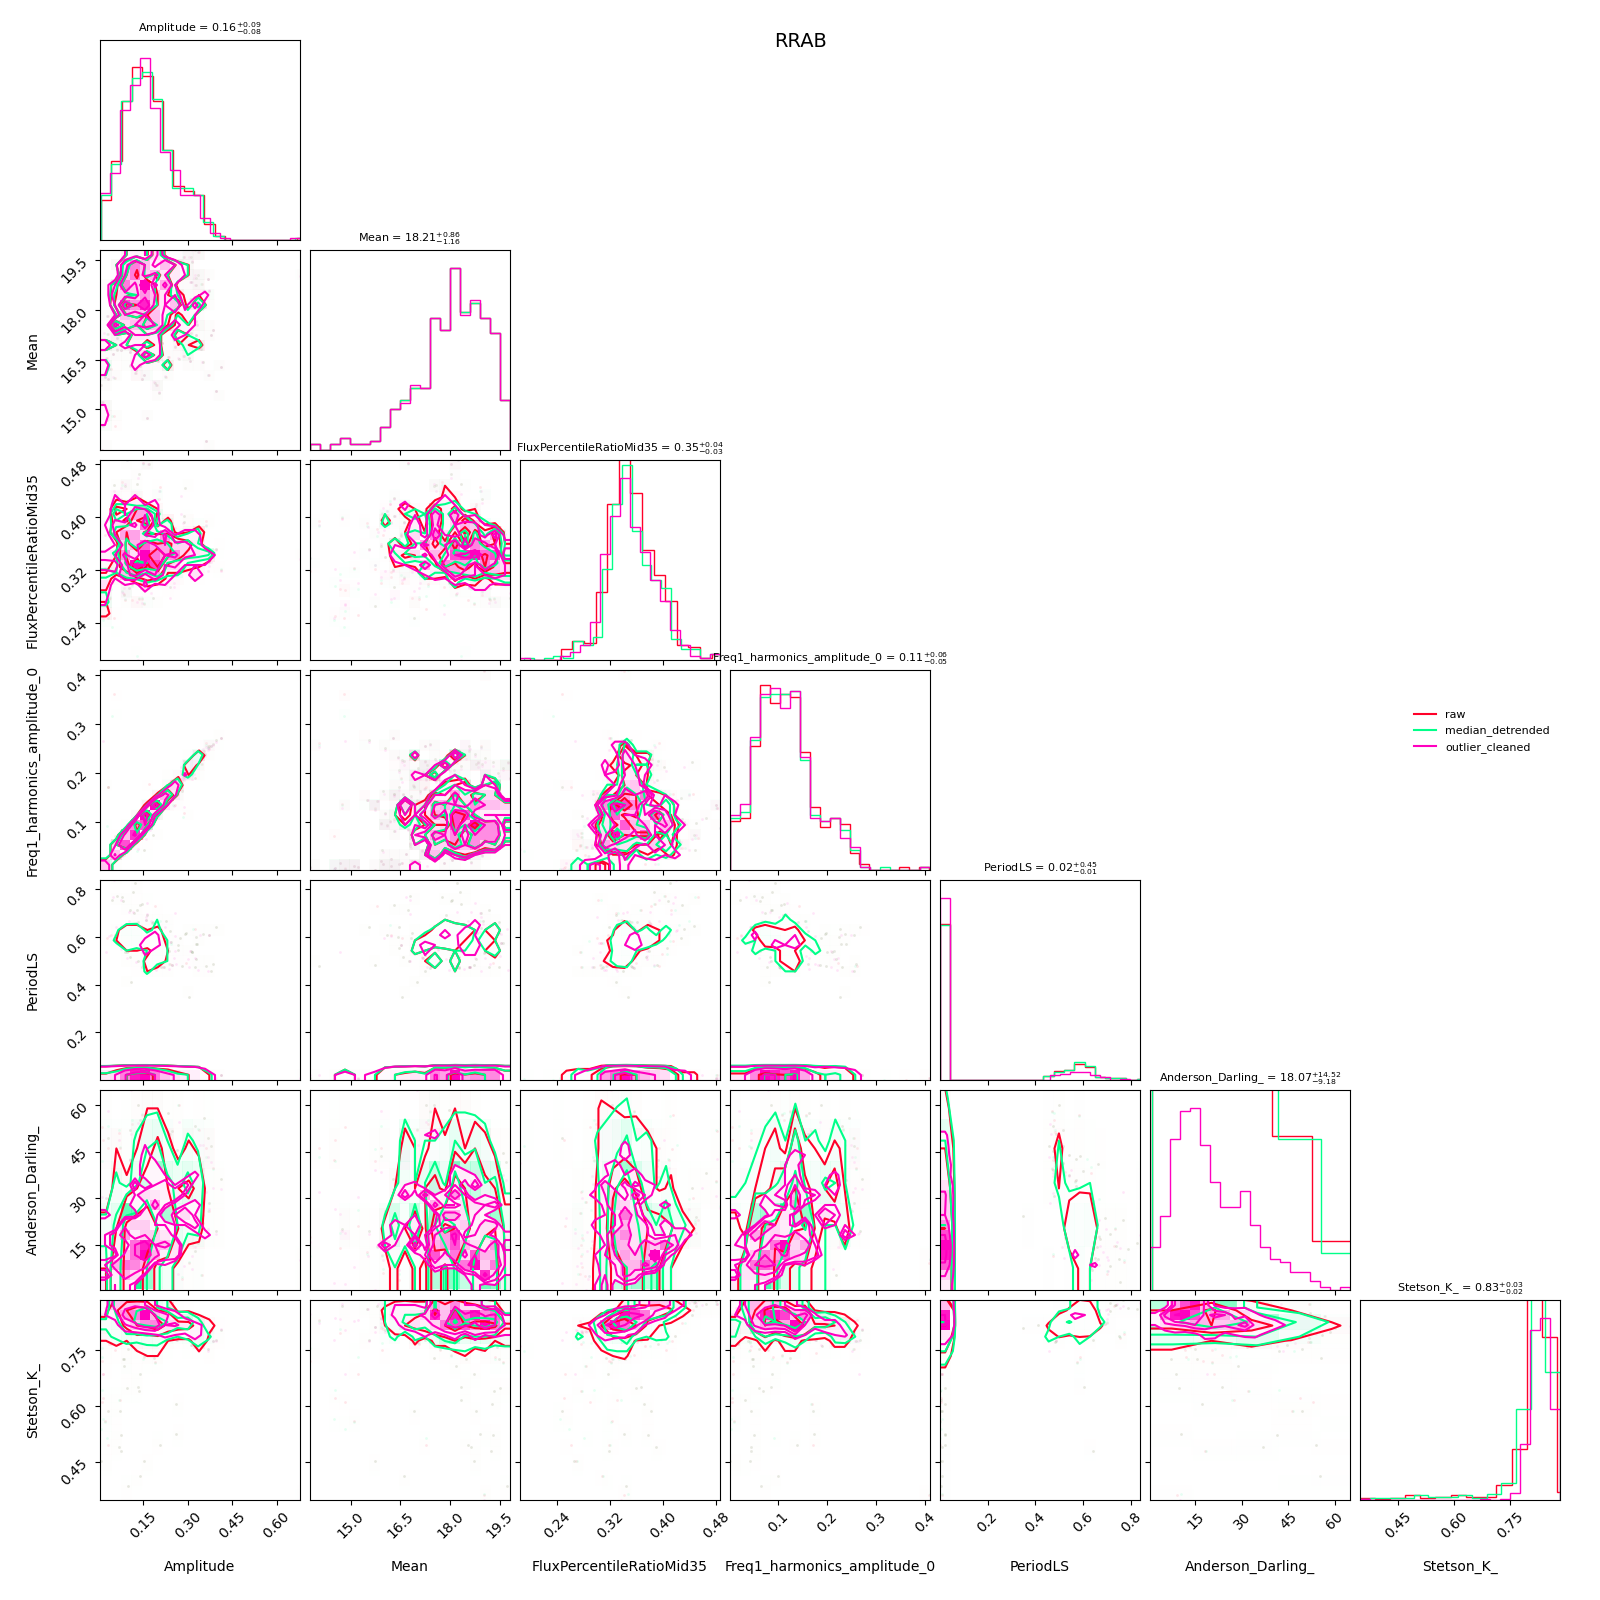 RRAB
Amplitude = 0.16+0.09−0.08
Mean = 18.21+0.86−1.16
FluxPercentileRatioMid35 = 0.35+0.04−0.03
Freq1_harmonics_amplitude_0 = 0.11+0.06−0.05
PeriodLS = 0.02+0.45−0.01
Anderson_Darling_ = 18.07+14.52−9.18
Stetson_K_ = 0.83+0.03−0.02
raw
median_detrended
outlier_cleaned
Mean
19.5
18.0
16.5
15.0
FluxPercentileRatioMid35
0.48
0.40
0.32
0.24
Freq1_harmonics_amplitude_0
0.4
0.3
0.2
0.1
PeriodLS
0.8
0.6
0.4
0.2
Anderson_Darling_
60
45
30
15
Stetson_K_
0.75
0.60
0.45
0.15 0.30 0.45 0.60
15.0 16.5 18.0 19.5
0.24 0.32 0.40 0.48
0.1 0.2 0.3 0.4
0.2 0.4 0.6 0.8
15 30 45 60
0.45 0.60 0.75
Amplitude
Mean
FluxPercentileRatioMid35
Freq1_harmonics_amplitude_0
PeriodLS
Anderson_Darling_
Stetson_K_